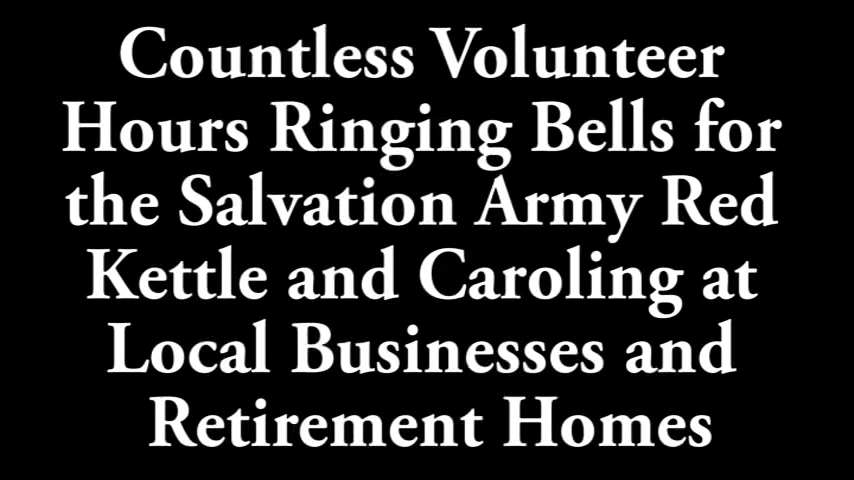 Countless Volunteer
Hours Ringing Bells for
the Salvation Army Red
Kettle and Caroling at
Local Businesses and
Retirement Homes